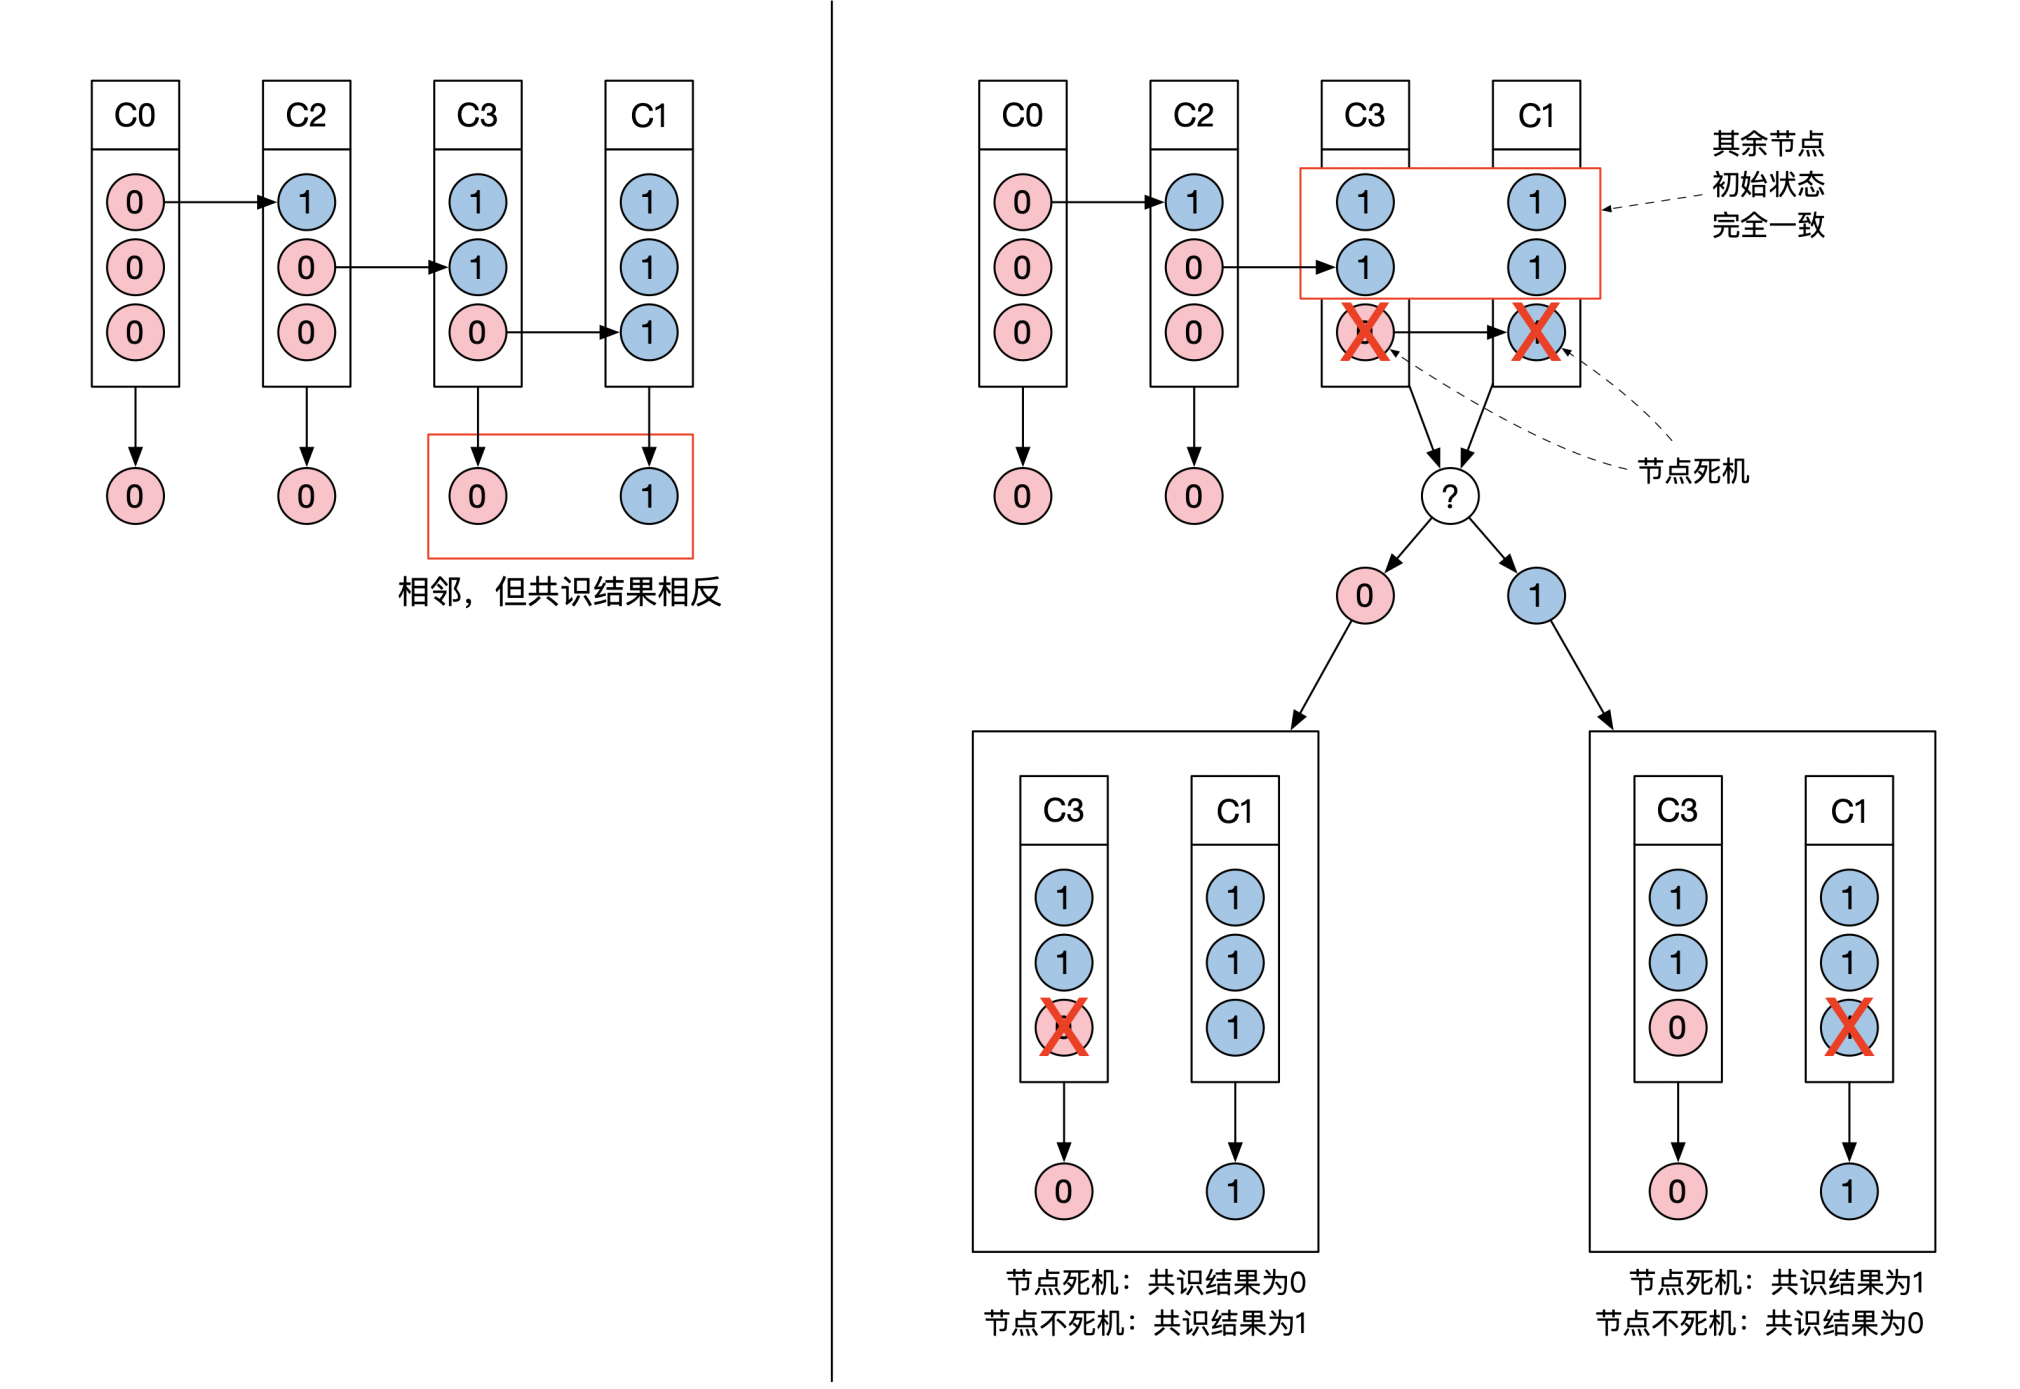 C0 C2 C3 C1
0 1 1 1
0 0 1 1
0 0 0 1
0 0 0 1
相邻，但共识结果相反
C0 C2 C3 C1
其余节点
初始状态
完全一致
0 1 1 1
0 0 1 1
0 0
节点死机
0 0 ?
0 1
C3 C1
1 1
1 1
1
0 1
节点死机：共识结果为0
节点不死机：共识结果为1
C3 C1
1 1
1 1
0
0 1
节点死机：共识结果为1
节点不死机：共识结果为0